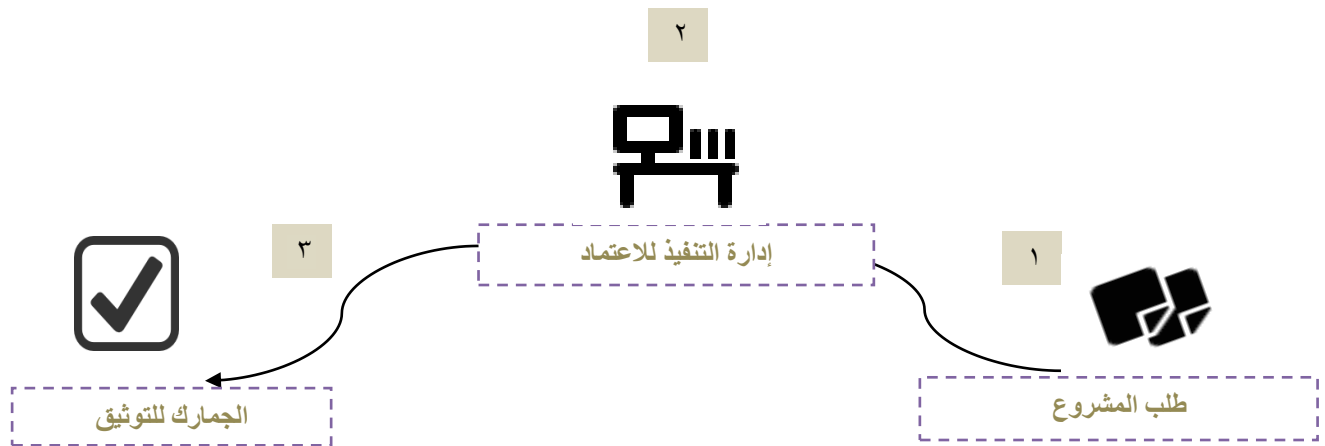 ٢
إدارة التنفيذ للاعتماد
١
طلب المشروع
٣
الجمارك للتوثيق